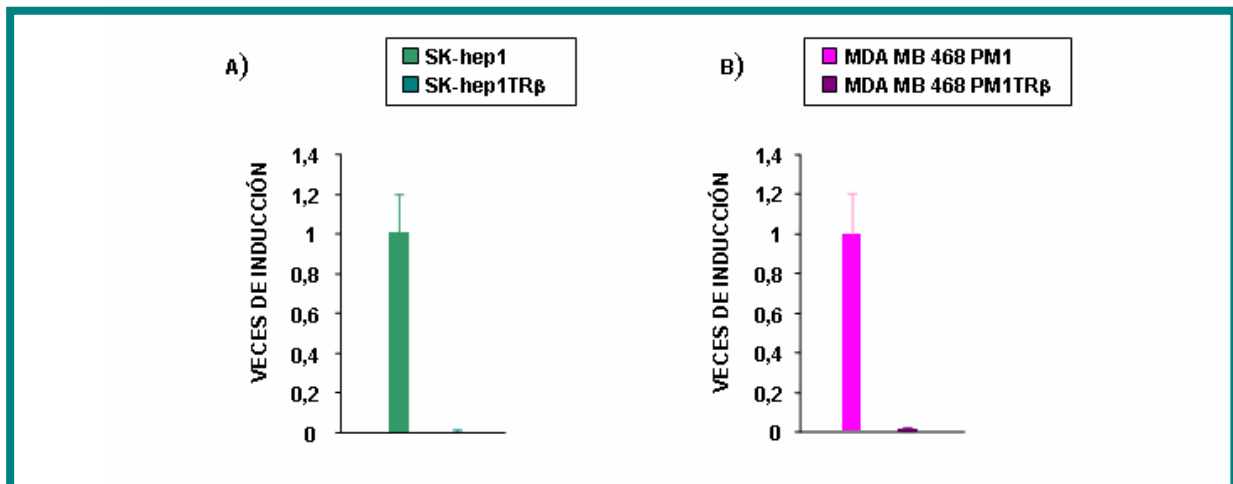 A)
SK-hep1
SK-hep1TRβ
VECES DE INDUCCIÓN
1,4
1,2
1
0,8
0,6
0,4
0,2
0
B)
MDA MB 468 PM1
MDA MB 468 PM1TRβ
VECES DE INDUCCIÓN
1,4
1,2
1
0,8
0,6
0,4
0,2
0